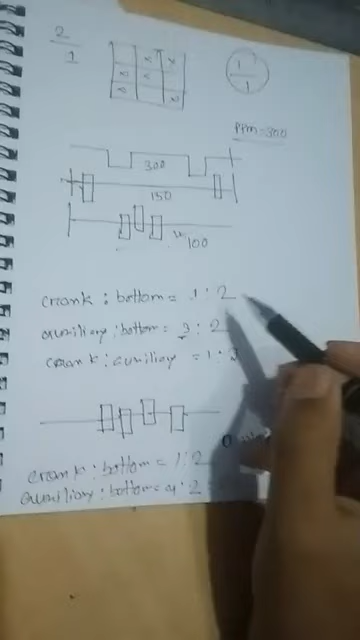 2
1
x x
x x
x x
1
1
PPm=300
300
150
100
crank : bottom = 1 : 2
auxiliary : bottom = 3 : 2
crank : auxiliary = 1 : 3
crank : bottom = 1 : 2
auxiliary : bottom = 4 : 2